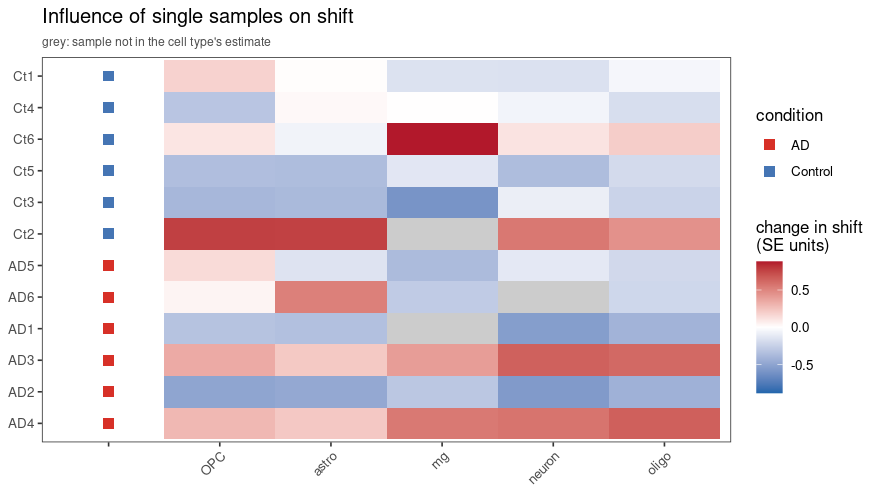 Influence of single samples on shift
grey: sample not in the cell type's estimate
Ct1
Ct4
Ct6
Ct5
Ct3
Ct2
AD5
AD6
AD1
AD3
AD2
AD4
OPC
astro
mg
neuron
oligo
condition
AD
Control
change in shift
(SE units)
0.5
0.0
-0.5